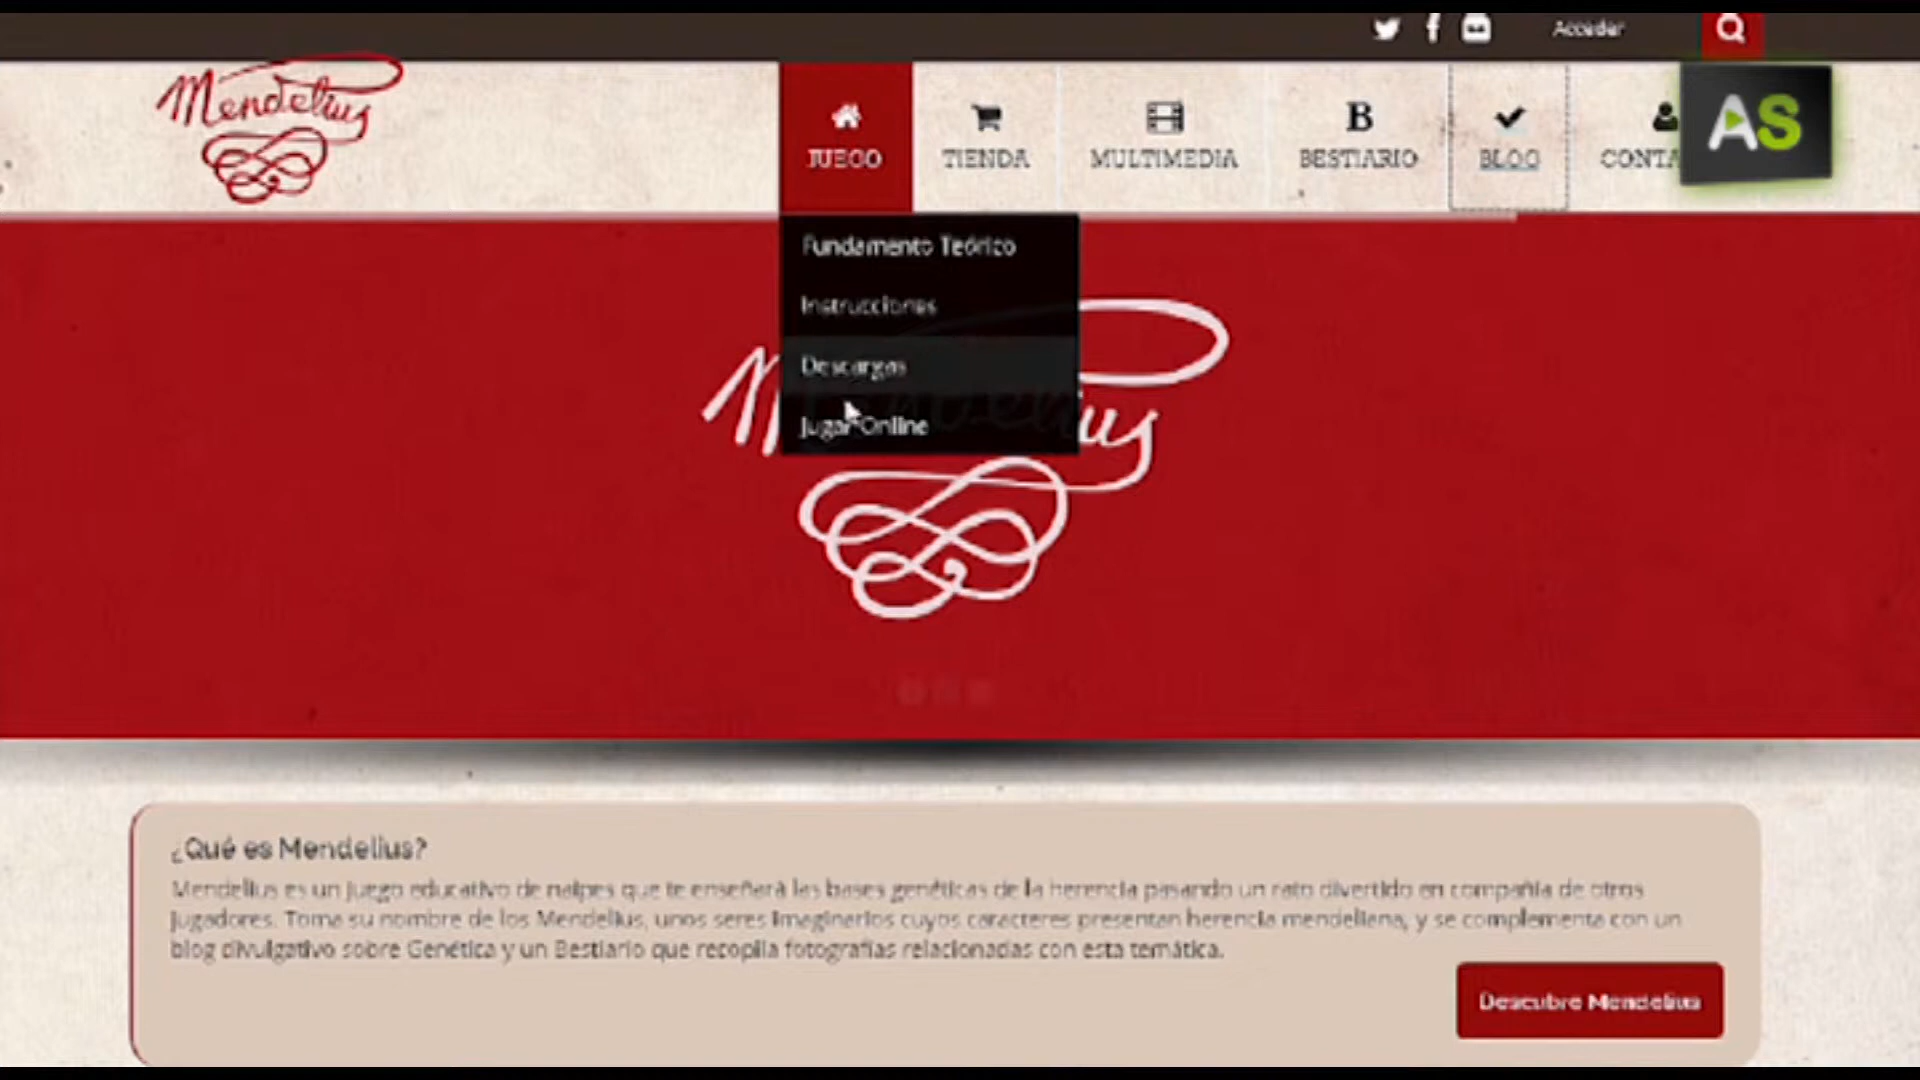 Acceder
Mendelius
JUEGO
TIENDA
MULTIMEDIA
B
BESTIARIO
BLOG
CONTA
AS
Fundamento Teórico
Instrucciones
Descargas
Jugar Online
ius
¿Qué es Mendelius?
Mendelius es un juego educativo de naipes que te enseñará las bases genéticas de la herencia pasando un rato divertido en compañía de otros
jugadores. Toma su nombre de los Mendelius, unos seres imaginarios cuyos caracteres presentan herencia mendeliana, y se complementa con un
blog divulgativo sobre Genética y un Bestiario que recopila fotografías relacionadas con esta temática.
Descubre Mendelius